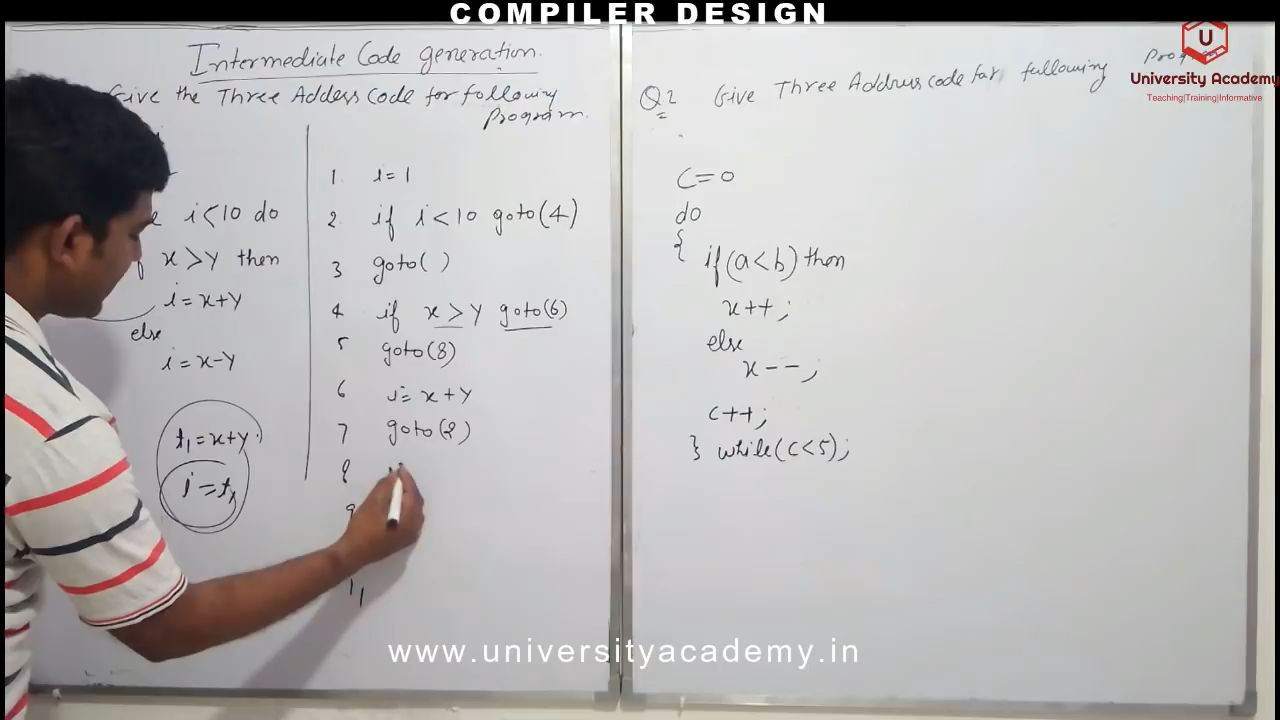 COMPILER DESIGN
U
University Academy
Teaching|Training|Informative
Intermediate Code generation.
Give the Three Address Code for following
Program.
i<10 do
x>y then
i=x+y
else
i=x-y
t1=x+y
i=t1
1. i=1
2. if i<10 goto(4)
3 goto( )
4 if x>y goto(6)
5 goto(8)
6 i=x+y
7 goto(2)
8
9
11
Q2 Give Three Address code for following Program
C=0
do
{ if(a<b) then
x++;
else
x--;
c++;
} while(c<5);
www.universityacademy.in